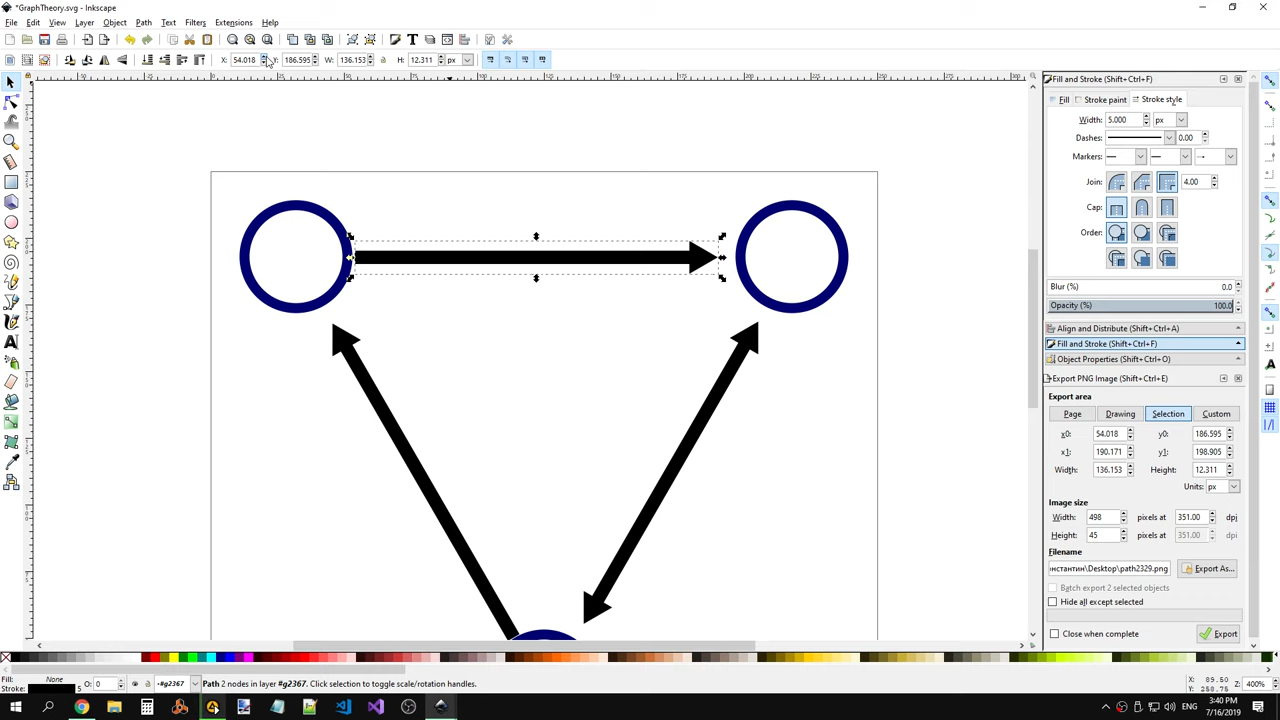 *GraphTheory.svg - Inkscape
File Edit View Layer Object Path Text Filters Extensions Help
X: 54.018 Y: 186.595 W: 136.153 H: 12.311 px
Fill and Stroke (Shift+Ctrl+F)
Fill Stroke paint Stroke style
Width: 5.000 px
Dashes: 0.00
Markers:
Join: 4.00
Cap:
Order:
Blur (%) 0.0
Opacity (%) 100.0
Align and Distribute (Shift+Ctrl+A)
Fill and Stroke (Shift+Ctrl+F)
Object Properties (Shift+Ctrl+O)
Export PNG Image (Shift+Ctrl+E)
Export area
Page Drawing Selection Custom
x0: 54.018 y0: 186.595
x1: 190.171 y1: 198.905
Width: 136.153 Height: 12.311
Units: px
Image size
Width: 498 pixels at 351.00 dpi
Height: 45 pixels at 351.00 dpi
Filename
нстантин\Desktop\path2329.png Export As...
Batch export 2 selected objects
Hide all except selected
Close when complete Export
Fill: None
Stroke: 5 O: 0 #g2367 Path 2 nodes in layer #g2367. Click selection to toggle scale/rotation handles. X: 89.50 Y: 250.75 Z: 400%
3:40 PM
7/16/2019